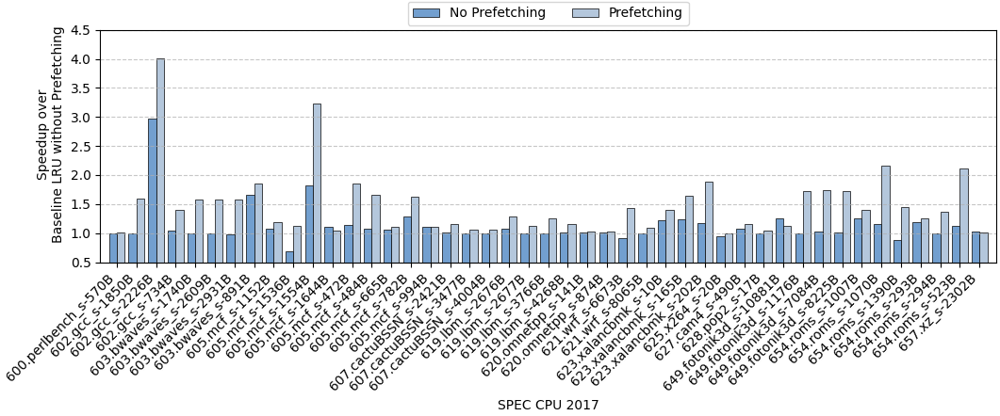 No Prefetching
Prefetching
Speedup over
Baseline LRU without Prefetching
4.5
4.0
3.5
3.0
2.5
2.0
1.5
1.0
0.5
600.perlbench_s-570B
602.gcc_s-1850B
602.gcc_s-2226B
602.gcc_s-734B
603.bwaves_s-1740B
603.bwaves_s-2609B
603.bwaves_s-2931B
603.bwaves_s-891B
605.mcf_s-1152B
605.mcf_s-1536B
605.mcf_s-1554B
605.mcf_s-1644B
605.mcf_s-472B
605.mcf_s-484B
605.mcf_s-665B
605.mcf_s-782B
605.mcf_s-994B
607.cactuBSSN_s-2421B
607.cactuBSSN_s-3477B
607.cactuBSSN_s-4004B
619.lbm_s-2676B
619.lbm_s-2677B
619.lbm_s-3766B
619.lbm_s-4268B
620.omnetpp_s-141B
620.omnetpp_s-874B
621.wrf_s-6673B
621.wrf_s-8065B
623.xalancbmk_s-10B
623.xalancbmk_s-165B
623.xalancbmk_s-202B
625.x264_s-20B
627.cam4_s-490B
628.pop2_s-17B
649.fotonik3d_s-10881B
649.fotonik3d_s-1176B
649.fotonik3d_s-7084B
649.fotonik3d_s-8225B
654.roms_s-1007B
654.roms_s-1070B
654.roms_s-1390B
654.roms_s-293B
654.roms_s-294B
654.roms_s-523B
657.xz_s-2302B
SPEC CPU 2017